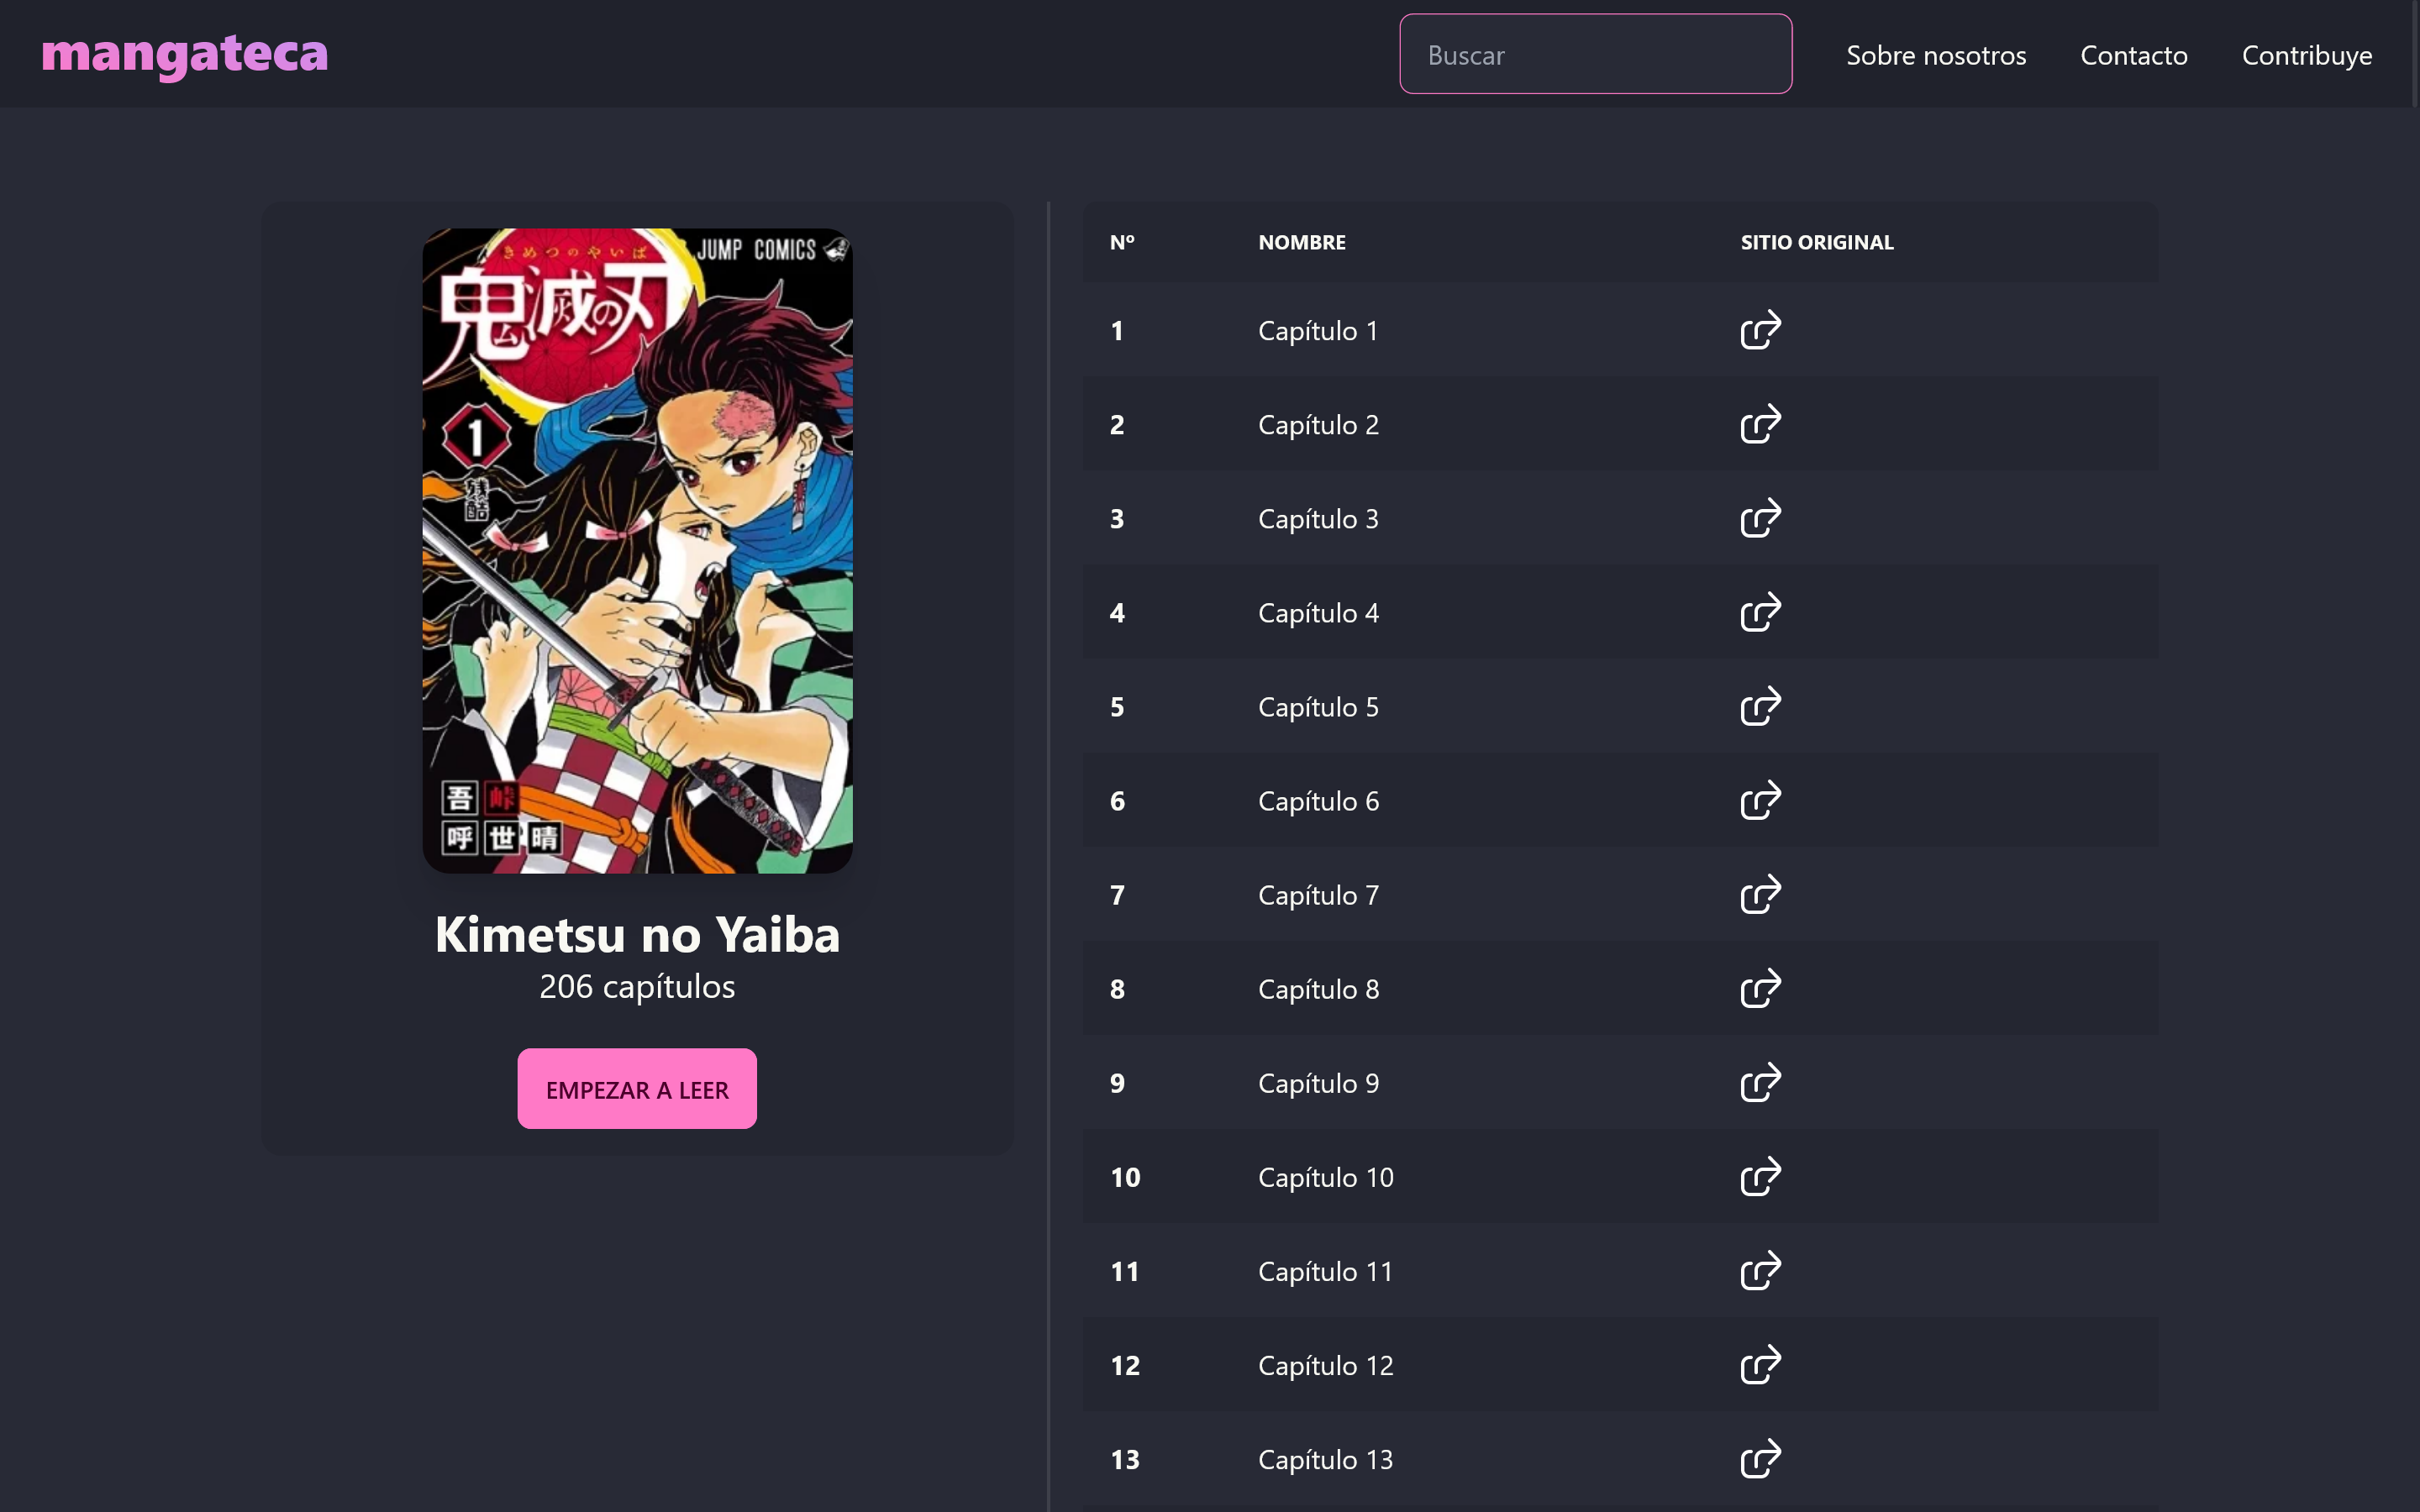 mangateca
Buscar
Sobre nosotros
Contacto
Contribuye
きめつのやいば
JUMP COMICS
鬼滅の刃
1
残酷
吾峠
呼世晴
Kimetsu no Yaiba
206 capítulos
EMPEZAR A LEER
Nº NOMBRE SITIO ORIGINAL
1 Capítulo 1
2 Capítulo 2
3 Capítulo 3
4 Capítulo 4
5 Capítulo 5
6 Capítulo 6
7 Capítulo 7
8 Capítulo 8
9 Capítulo 9
10 Capítulo 10
11 Capítulo 11
12 Capítulo 12
13 Capítulo 13